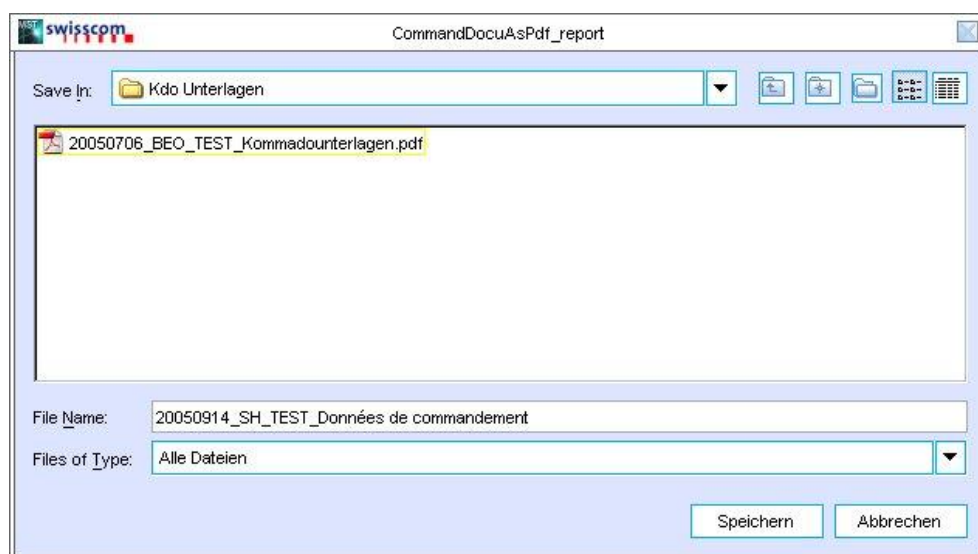 swisscom
CommandDocuAsPdf_report
Save In:
Kdo Unterlagen
20050706_BEO_TEST_Kommadounterlagen.pdf
File Name:
20050914_SH_TEST_Données de commandement
Files of Type:
Alle Dateien
Speichern
Abbrechen